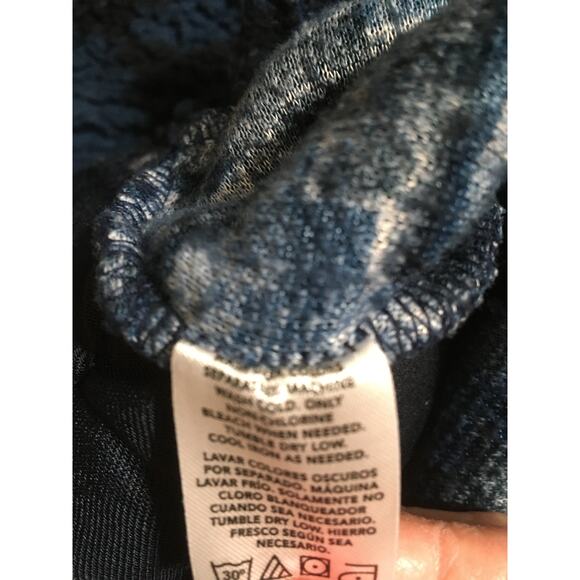 SEPARATELY. MACHINE
WASH COLD. ONLY
NON-CHLORINE
BLEACH WHEN NEEDED.
TUMBLE DRY LOW.
COOL IRON AS NEEDED.
LAVAR COLORES OSCUROS
POR SEPARADO. MÁQUINA
LAVAR FRÍO. SOLAMENTE NO
CLORO BLANQUEADOR
CUANDO SEA NECESARIO.
TUMBLE DRY LOW. HIERRO
FRESCO SEGÚN SEA
NECESARIO.
30°